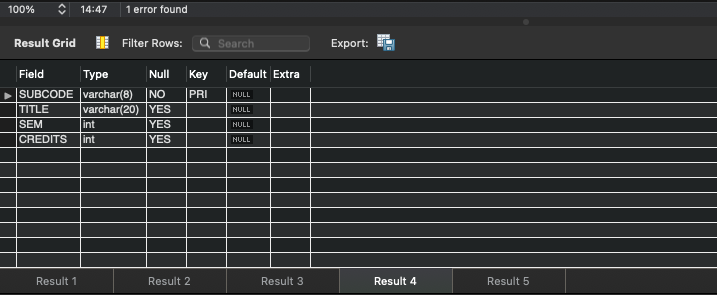 100% 14:47 1 error found
Result Grid Filter Rows: Search Export:
Field Type Null Key Default Extra
SUBCODE varchar(8) NO PRI NULL
TITLE varchar(20) YES NULL
SEM int YES NULL
CREDITS int YES NULL
Result 1 Result 2 Result 3 Result 4 Result 5